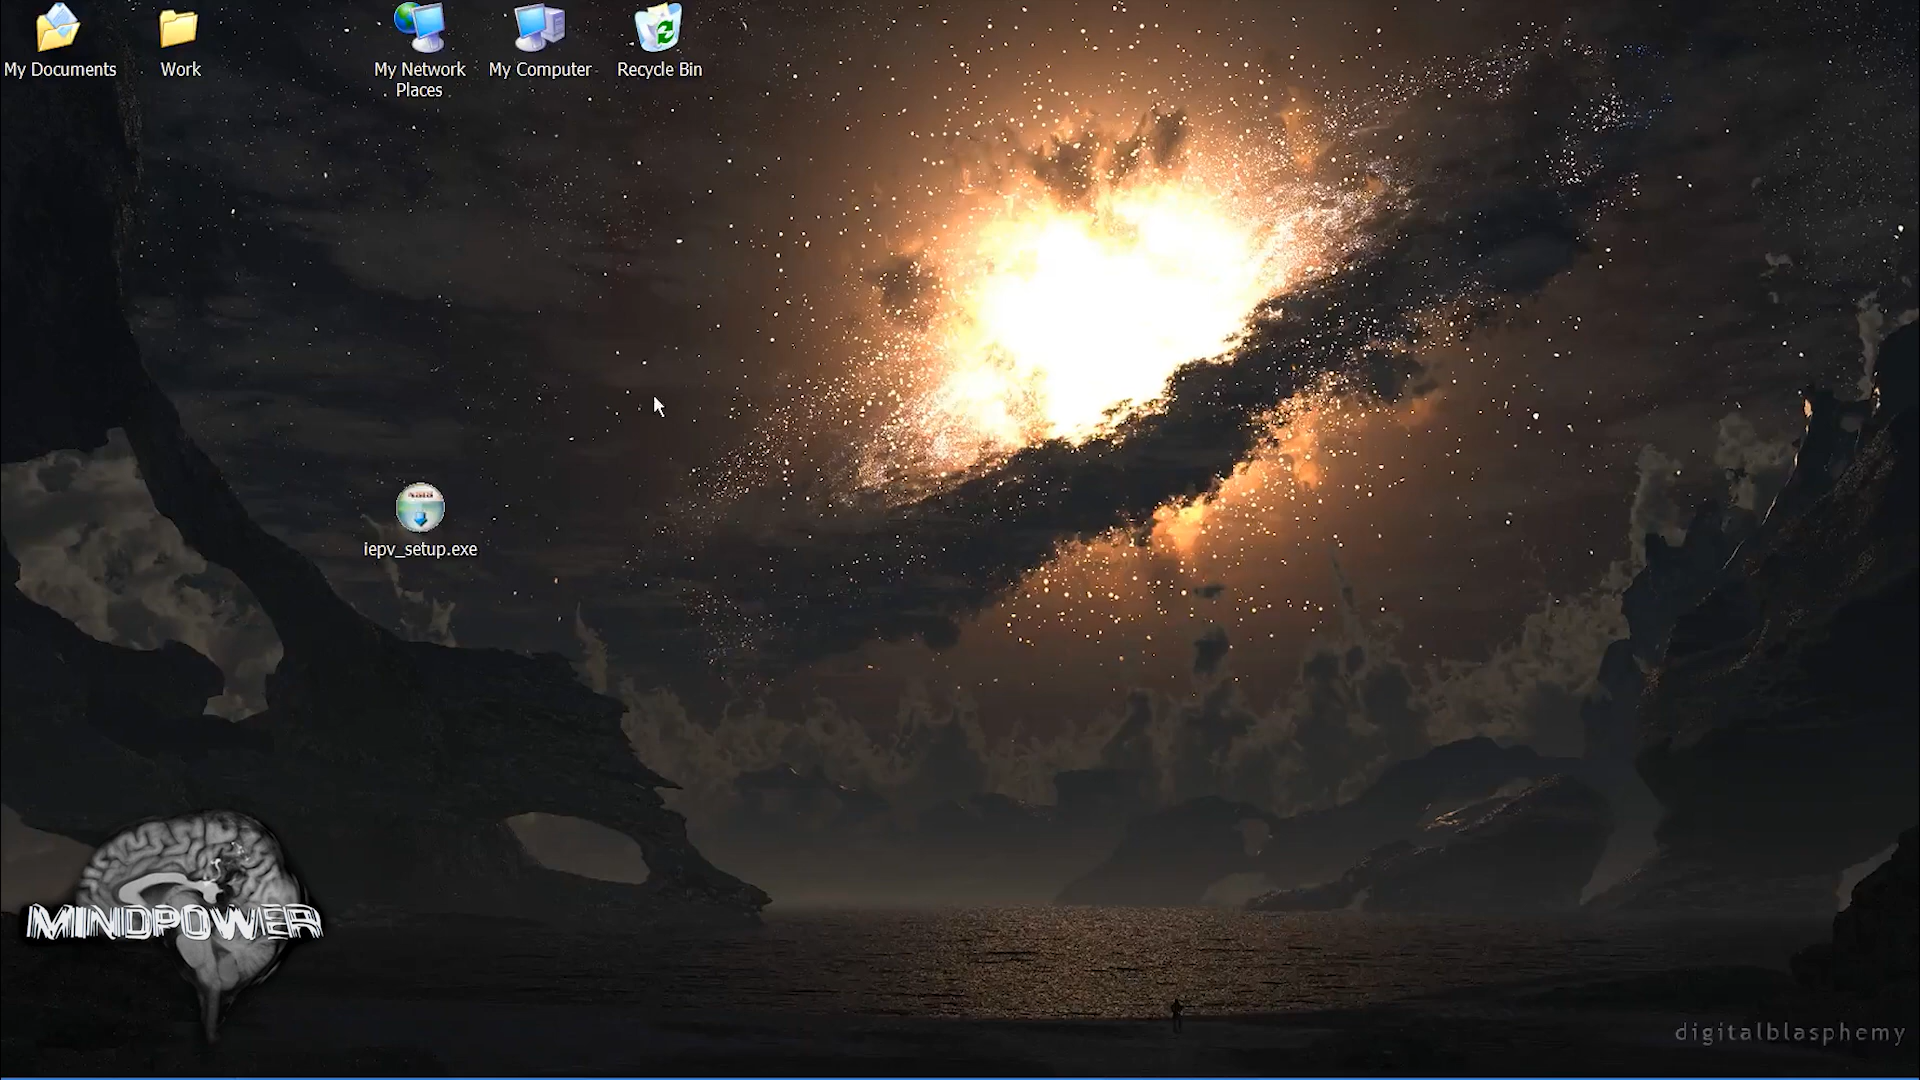 My Documents
Work
My Network
Places
My Computer
Recycle Bin
iepv_setup.exe
MINDPOWER
digitalblasphemy